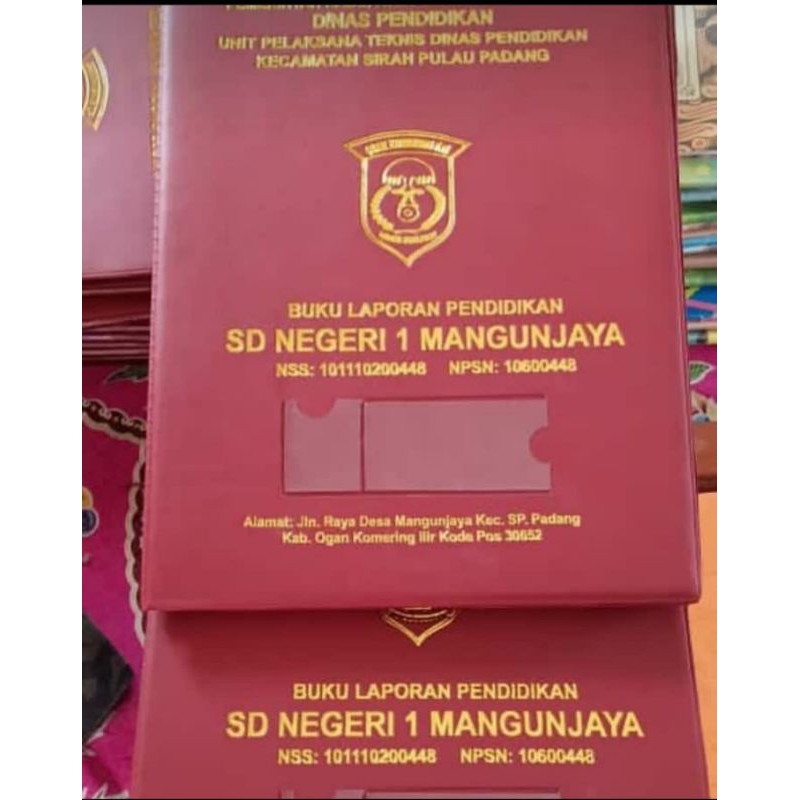 DINAS PENDIDIKAN
UNIT PELAKSANA TEKNIS DINAS PENDIDIKAN
KECAMATAN SIRAH PULAU PADANG
BUKU LAPORAN PENDIDIKAN
SD NEGERI 1 MANGUNJAYA
NSS: 101110200448 NPSN: 10600448
Alamat: Jln. Raya Desa Mangunjaya Kec. SP. Padang
Kab. Ogan Komering Ilir Kode Pos 30652
BUKU LAPORAN PENDIDIKAN
SD NEGERI 1 MANGUNJAYA
NSS: 101110200448 NPSN: 10600448